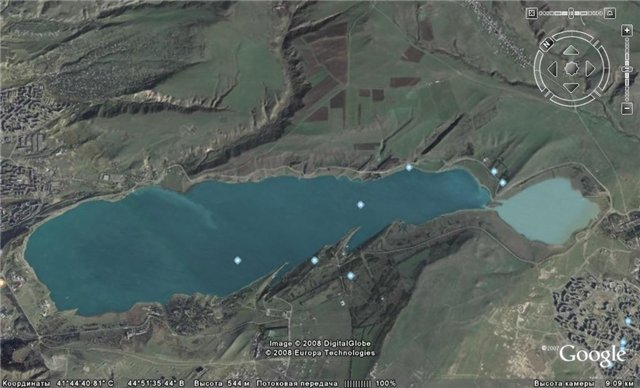 N
Image © 2008 DigitalGlobe
© 2008 Europa Technologies
©2007 Google
Координаты 41°44'40.81" С 44°51'35.44" В Высота 544 m Потоковая передача |||||||||| 100% Высота камеры 9.09 км